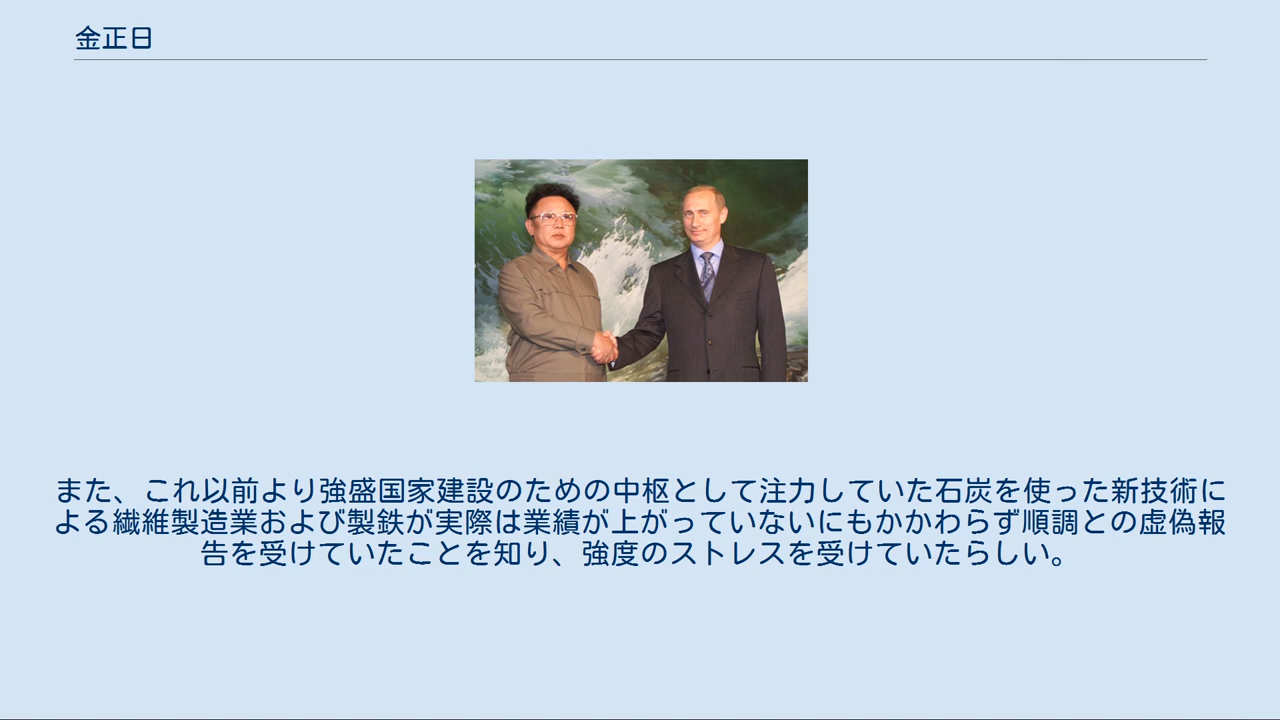 金正日
また、これ以前より強盛国家建設のための中枢として注力していた石炭を使った新技術に
よる繊維製造業および製鉄が実際は業績が上がっていないにもかかわらず順調との虚偽報
告を受けていたことを知り、強度のストレスを受けていたらしい。